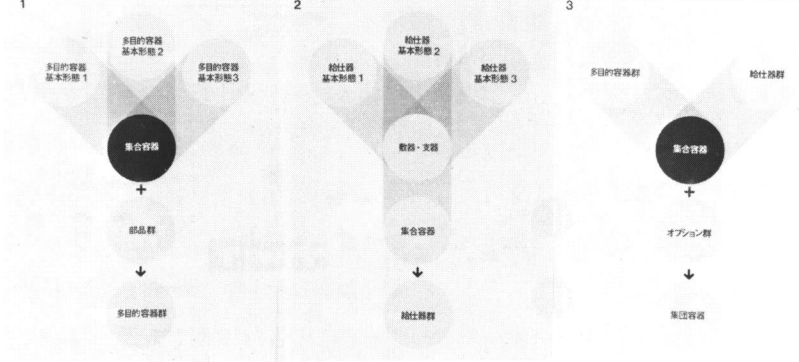 1
多目的容器
基本形態1
多目的容器
基本形態2
多目的容器
基本形態3
集合容器
+
部品群
↓
多目的容器群
2
給仕器
基本形態1
給仕器
基本形態2
給仕器
基本形態3
敷器・支器
集合容器
↓
給仕器群
3
多目的容器群
給仕器群
集合容器
+
オプション群
↓
集団容器